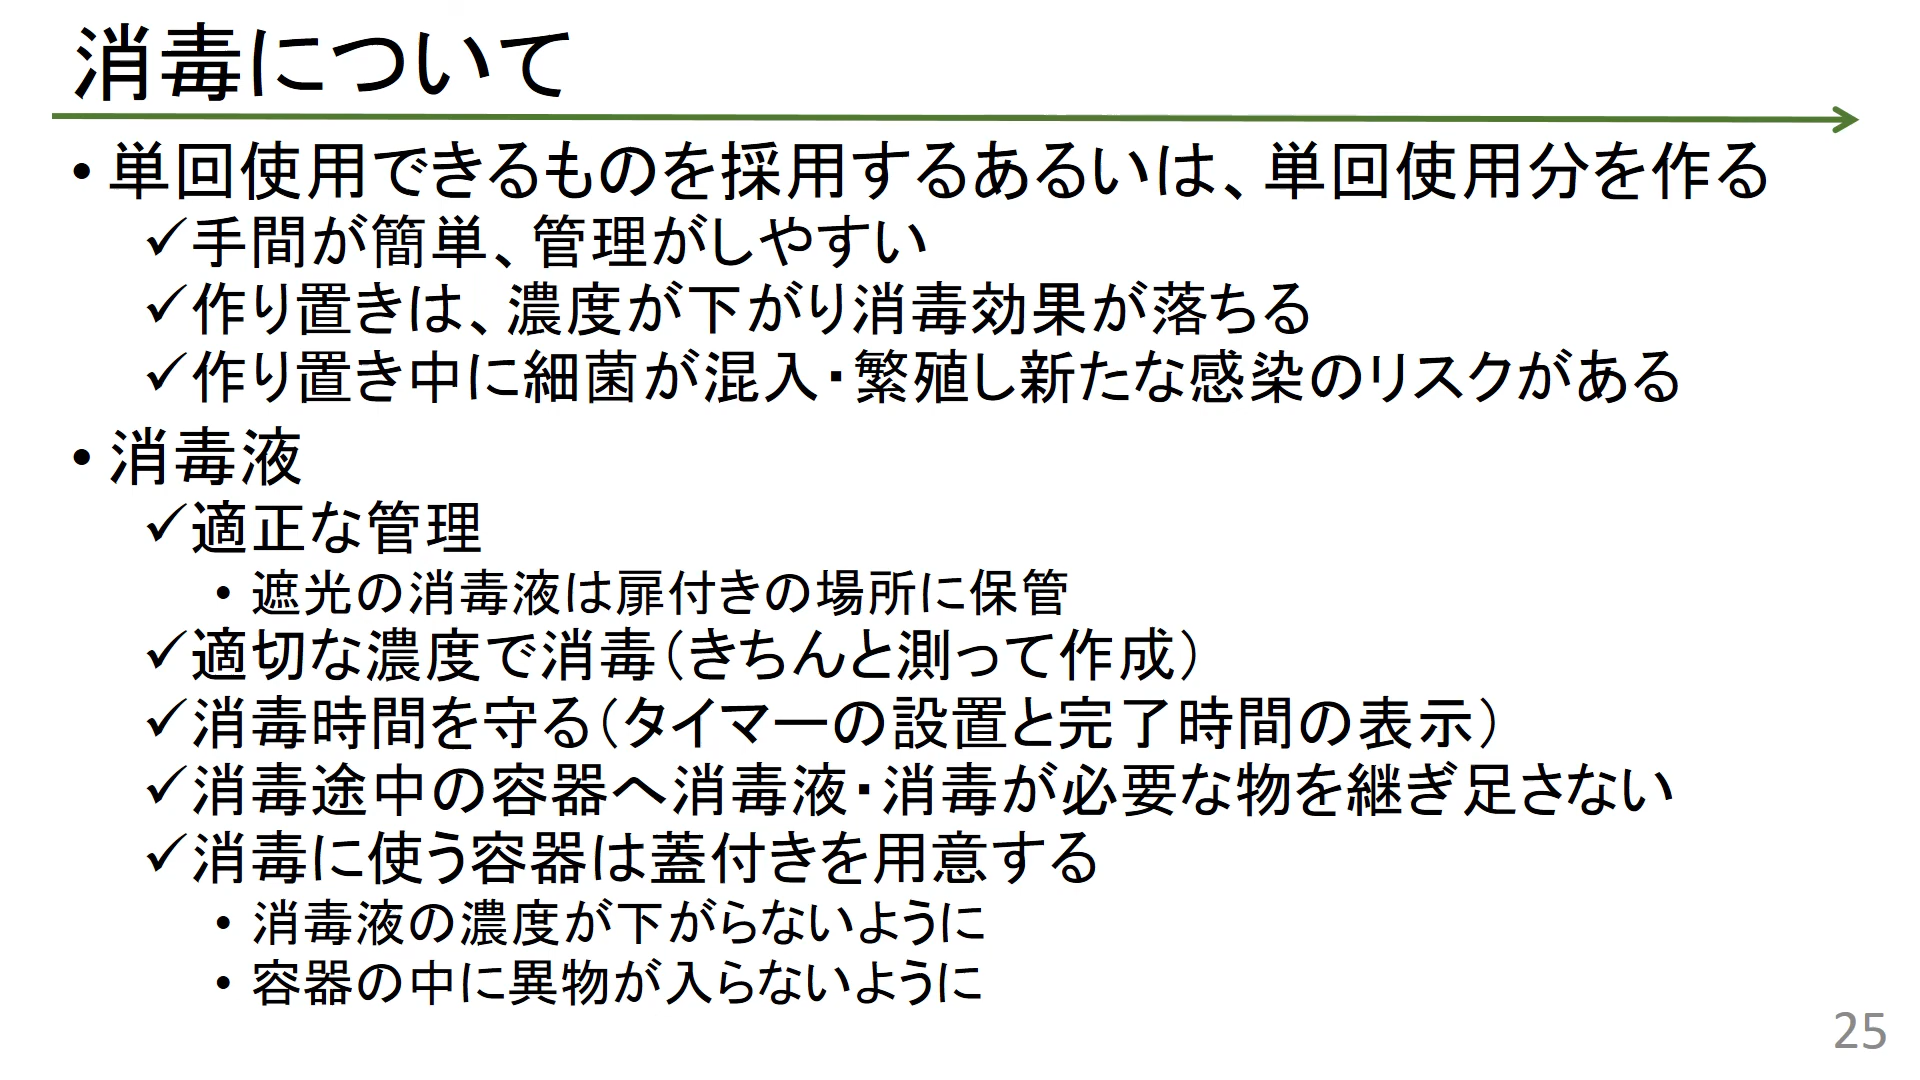 消毒について
• 単回使用できるものを採用するあるいは、単回使用分を作る
✓手間が簡単、管理がしやすい
✓作り置きは、濃度が下がり消毒効果が落ちる
✓作り置き中に細菌が混入・繁殖し新たな感染のリスクがある
• 消毒液
✓適正な管理
• 遮光の消毒液は扉付きの場所に保管
✓適切な濃度で消毒（きちんと測って作成）
✓消毒時間を守る（タイマーの設置と完了時間の表示）
✓消毒途中の容器へ消毒液・消毒が必要な物を継ぎ足さない
✓消毒に使う容器は蓋付きを用意する
• 消毒液の濃度が下がらないように
• 容器の中に異物が入らないように
25